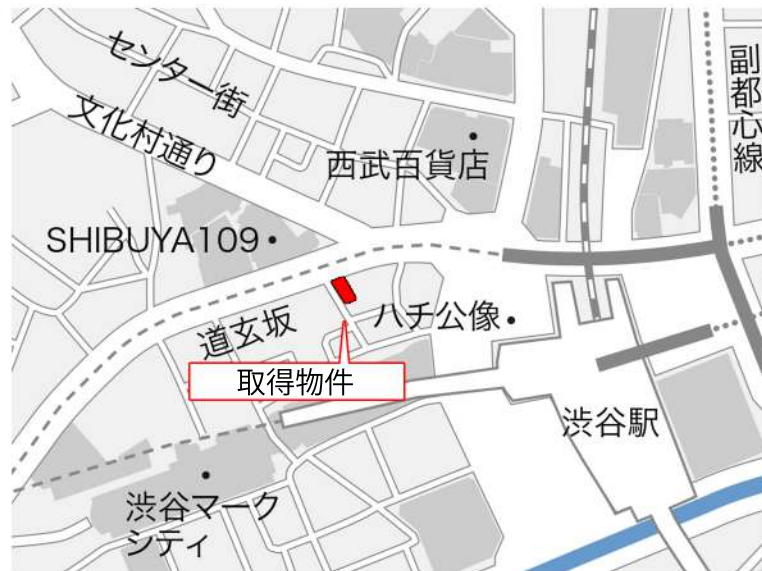 センター街
副都心線
文化村通り
西武百貨店
SHIBUYA109
ハチ公像
道玄坂
取得物件
渋谷駅
渋谷マーク
シティ